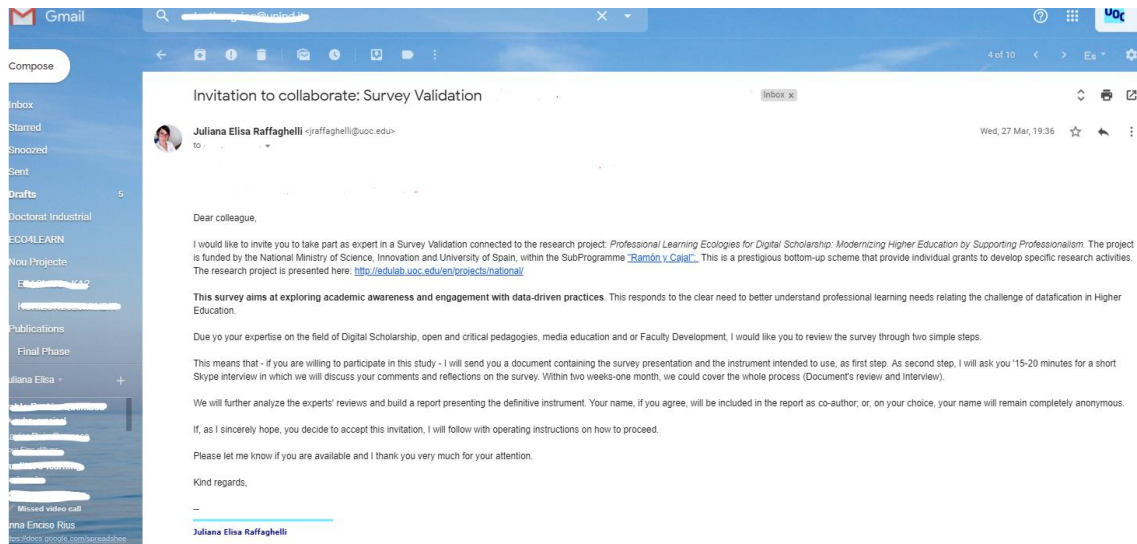 Gmail
UOC
Compose
4 of 10
Es
Inbox
Starred
Snoozed
Sent
Drafts 5
Doctorat Industrial
ECO4LEARN
Nou Projecte
Publications
Final Phase
uliana Elisa
Missed video call
nna Enciso Rius
Invitation to collaborate: Survey Validation
Inbox x
Juliana Elisa Raffaghelli <jraffaghelli@uoc.edu>
Wed, 27 Mar, 19:36
to
Dear colleague,
I would like to invite you to take part as expert in a Survey Validation connected to the research project: Professional Learning Ecologies for Digital Scholarship: Modernizing Higher Education by Supporting Professionalism. The project
is funded by the National Ministry of Science, Innovation and University of Spain, within the SubProgramme "Ramón y Cajal": This is a prestigious bottom-up scheme that provide individual grants to develop specific research activities.
The research project is presented here: http://edulab.uoc.edu/en/projects/national/
This survey aims at exploring academic awareness and engagement with data-driven practices. This responds to the clear need to better understand professional learning needs relating the challenge of datafication in Higher
Education.
Due yo your expertise on the field of Digital Scholarship, open and critical pedagogies, media education and or Faculty Development, I would like you to review the survey through two simple steps.
This means that - if you are willing to participate in this study - I will send you a document containing the survey presentation and the instrument intended to use, as first step. As second step, I will ask you '15-20 minutes for a short
Skype interview in which we will discuss your comments and reflections on the survey. Within two weeks-one month, we could cover the whole process (Document's review and Interview).
We will further analyze the experts' reviews and build a report presenting the definitive instrument. Your name, if you agree, will be included in the report as co-author; or, on your choice, your name will remain completely anonymous.
If, as I sincerely hope, you decide to accept this invitation, I will follow with operating instructions on how to proceed.
Please let me know if you are available and I thank you very much for your attention.
Kind regards,
--
Juliana Elisa Raffaghelli